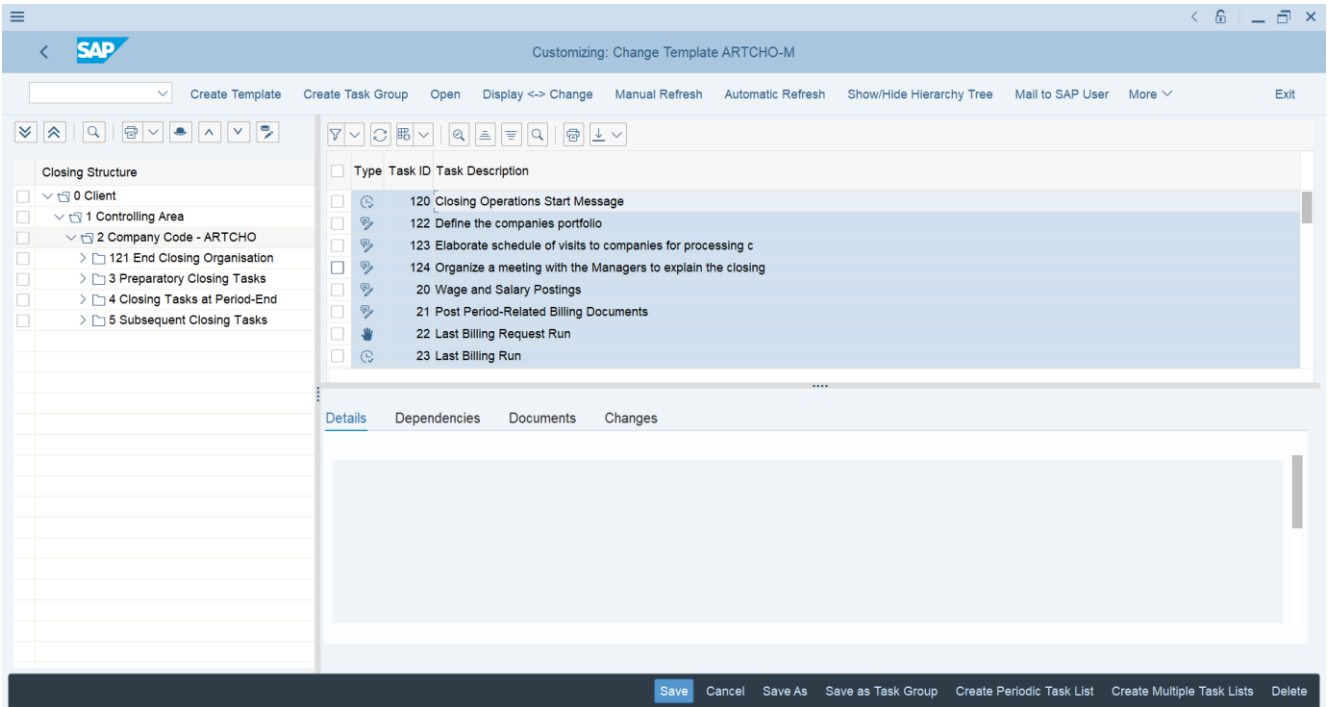 SAP
Customizing: Change Template ARTCHO-M
Create Template Create Task Group Open Display <-> Change Manual Refresh Automatic Refresh Show/Hide Hierarchy Tree Mail to SAP User More Exit
Closing Structure
0 Client
1 Controlling Area
2 Company Code - ARTCHO
121 End Closing Organisation
3 Preparatory Closing Tasks
4 Closing Tasks at Period-End
5 Subsequent Closing Tasks
Type Task ID Task Description
120 Closing Operations Start Message
122 Define the companies portfolio
123 Elaborate schedule of visits to companies for processing c
124 Organize a meeting with the Managers to explain the closing
20 Wage and Salary Postings
21 Post Period-Related Billing Documents
22 Last Billing Request Run
23 Last Billing Run
Details Dependencies Documents Changes
Save Cancel Save As Save as Task Group Create Periodic Task List Create Multiple Task Lists Delete